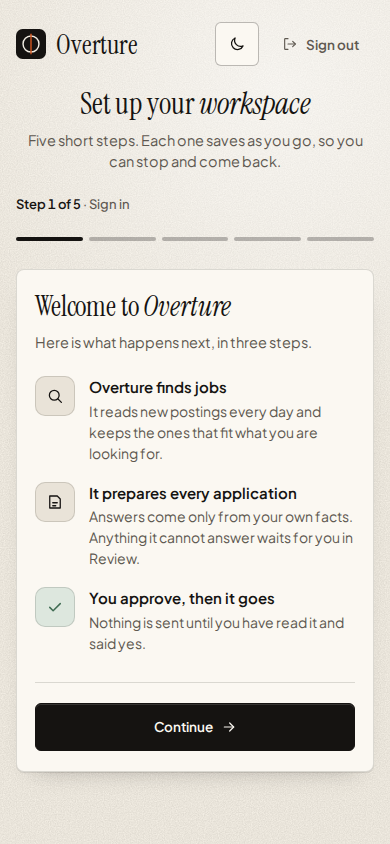 Overture
Sign out
Set up your workspace
Five short steps. Each one saves as you go, so you
can stop and come back.
Step 1 of 5 · Sign in
Welcome to Overture
Here is what happens next, in three steps.
Overture finds jobs
It reads new postings every day and
keeps the ones that fit what you are
looking for.
It prepares every application
Answers come only from your own facts.
Anything it cannot answer waits for you in
Review.
You approve, then it goes
Nothing is sent until you have read it and
said yes.
Continue →